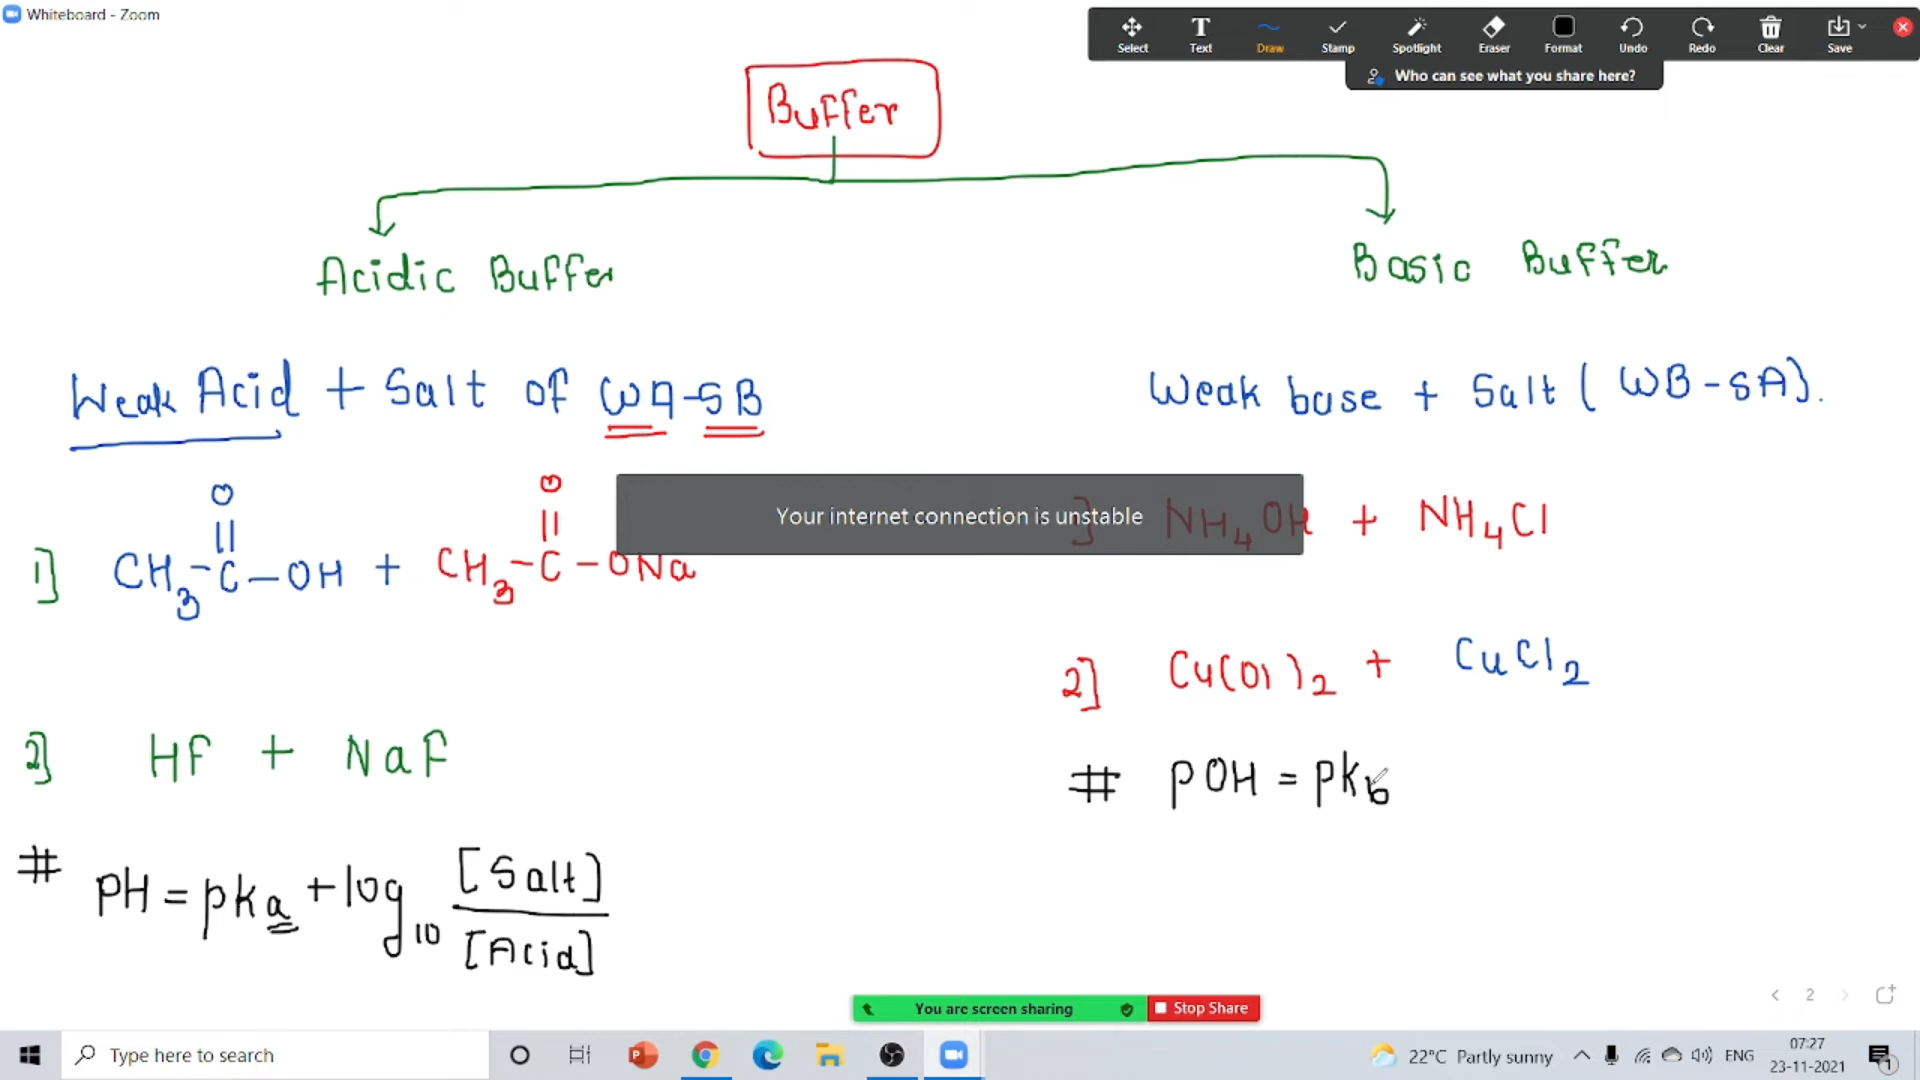 Whiteboard - Zoom
Select Text Draw Stamp Spotlight Eraser Format Undo Redo Clear Save
Who can see what you share here?
Buffer
Acidic Buffer
Basic Buffer
Weak Acid + Salt of WA-SB
Weak base + Salt ( WB-SA).
Your internet connection is unstable
1] NH4OH + NH4Cl
O O
||  ||
1] CH3-C-OH + CH3-C-ONa
2] Cu(OH)2 + CuCl2
2] HF + NaF
# POH = pkb
# PH = pka + log10 [Salt]
[Acid]
2
You are screen sharing Stop Share
Type here to search
22°C Partly sunny
ENG
07:27
23-11-2021
1